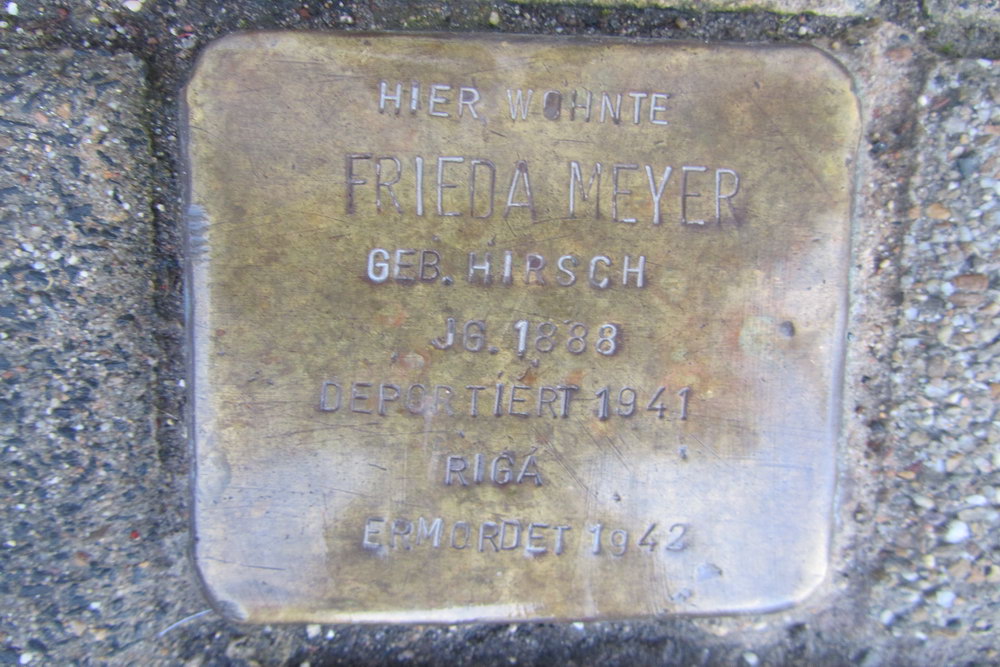 HIER WOHNTE
FRIEDA MEYER
GEB. HIRSCH
JG. 1888
DEPORTIERT 1941
RIGA
ERMORDET 1942